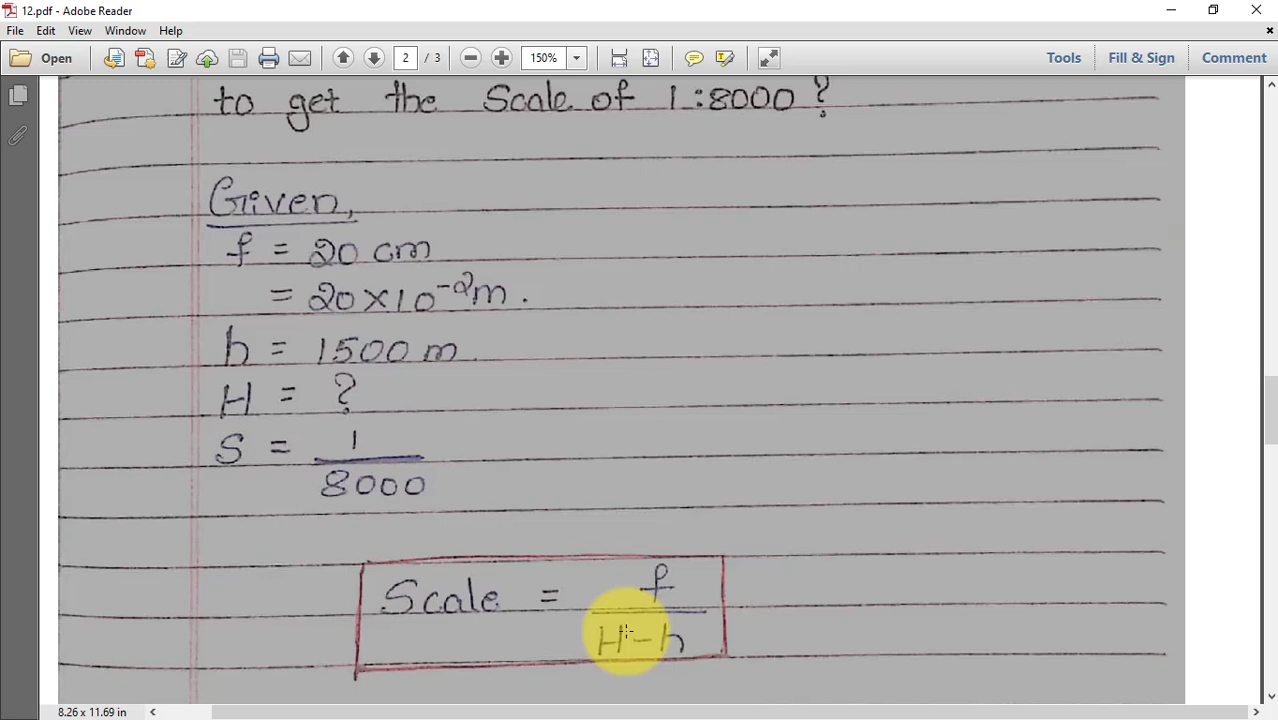 12.pdf - Adobe Reader
File Edit View Window Help
Open 2 / 3 150% Tools Fill & Sign Comment
to get the Scale of 1:8000?
Given,
f = 20 cm
= 20×10⁻²m.
h = 1500 m
H = ?
S = 1
8000
Scale = f
H-h
8.26 x 11.69 in